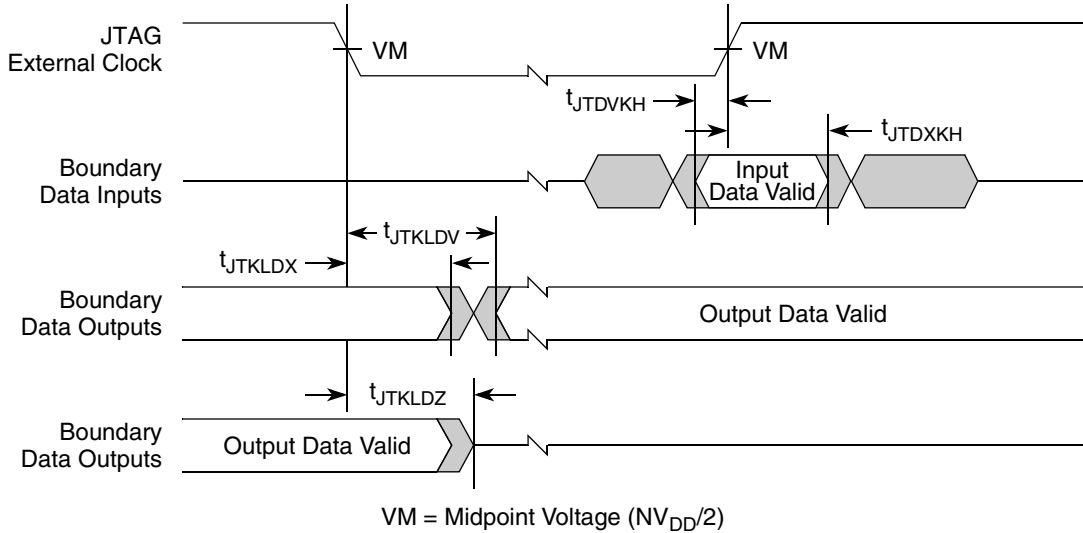 JTAG
External Clock
VM
VM
tJTDVKH
tJTDXKH
Boundary
Data Inputs
Input
Data Valid
tJTKLDV
tJTKLDX
Boundary
Data Outputs
Output Data Valid
tJTKLDZ
Boundary
Data Outputs
Output Data Valid
VM = Midpoint Voltage (NVDD/2)